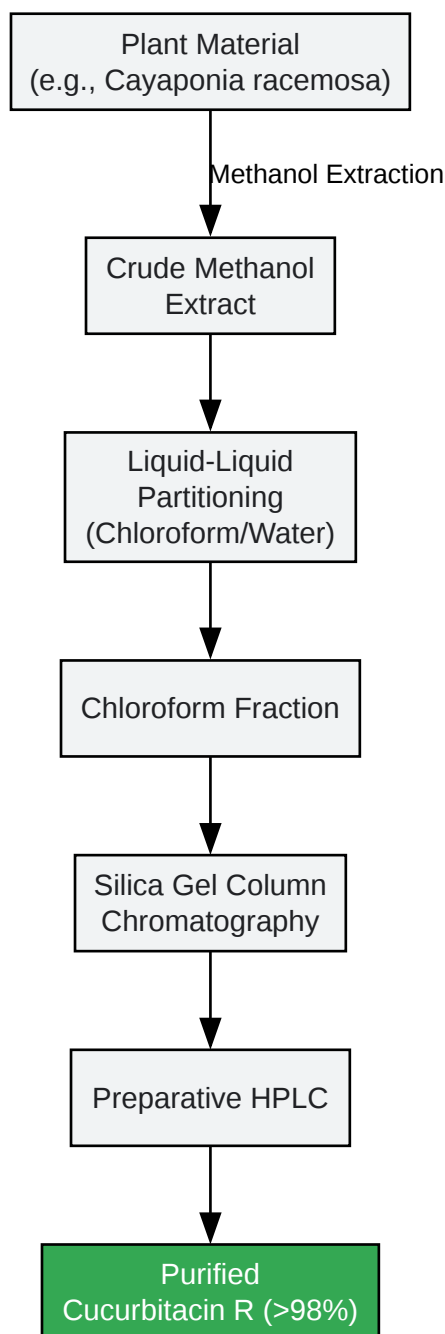 Plant Material
(e.g., Cayaponia racemosa)
Methanol Extraction
Crude Methanol
Extract
Liquid-Liquid
Partitioning
(Chloroform/Water)
Chloroform Fraction
Silica Gel Column
Chromatography
Preparative HPLC
Purified
Cucurbitacin R (>98%)